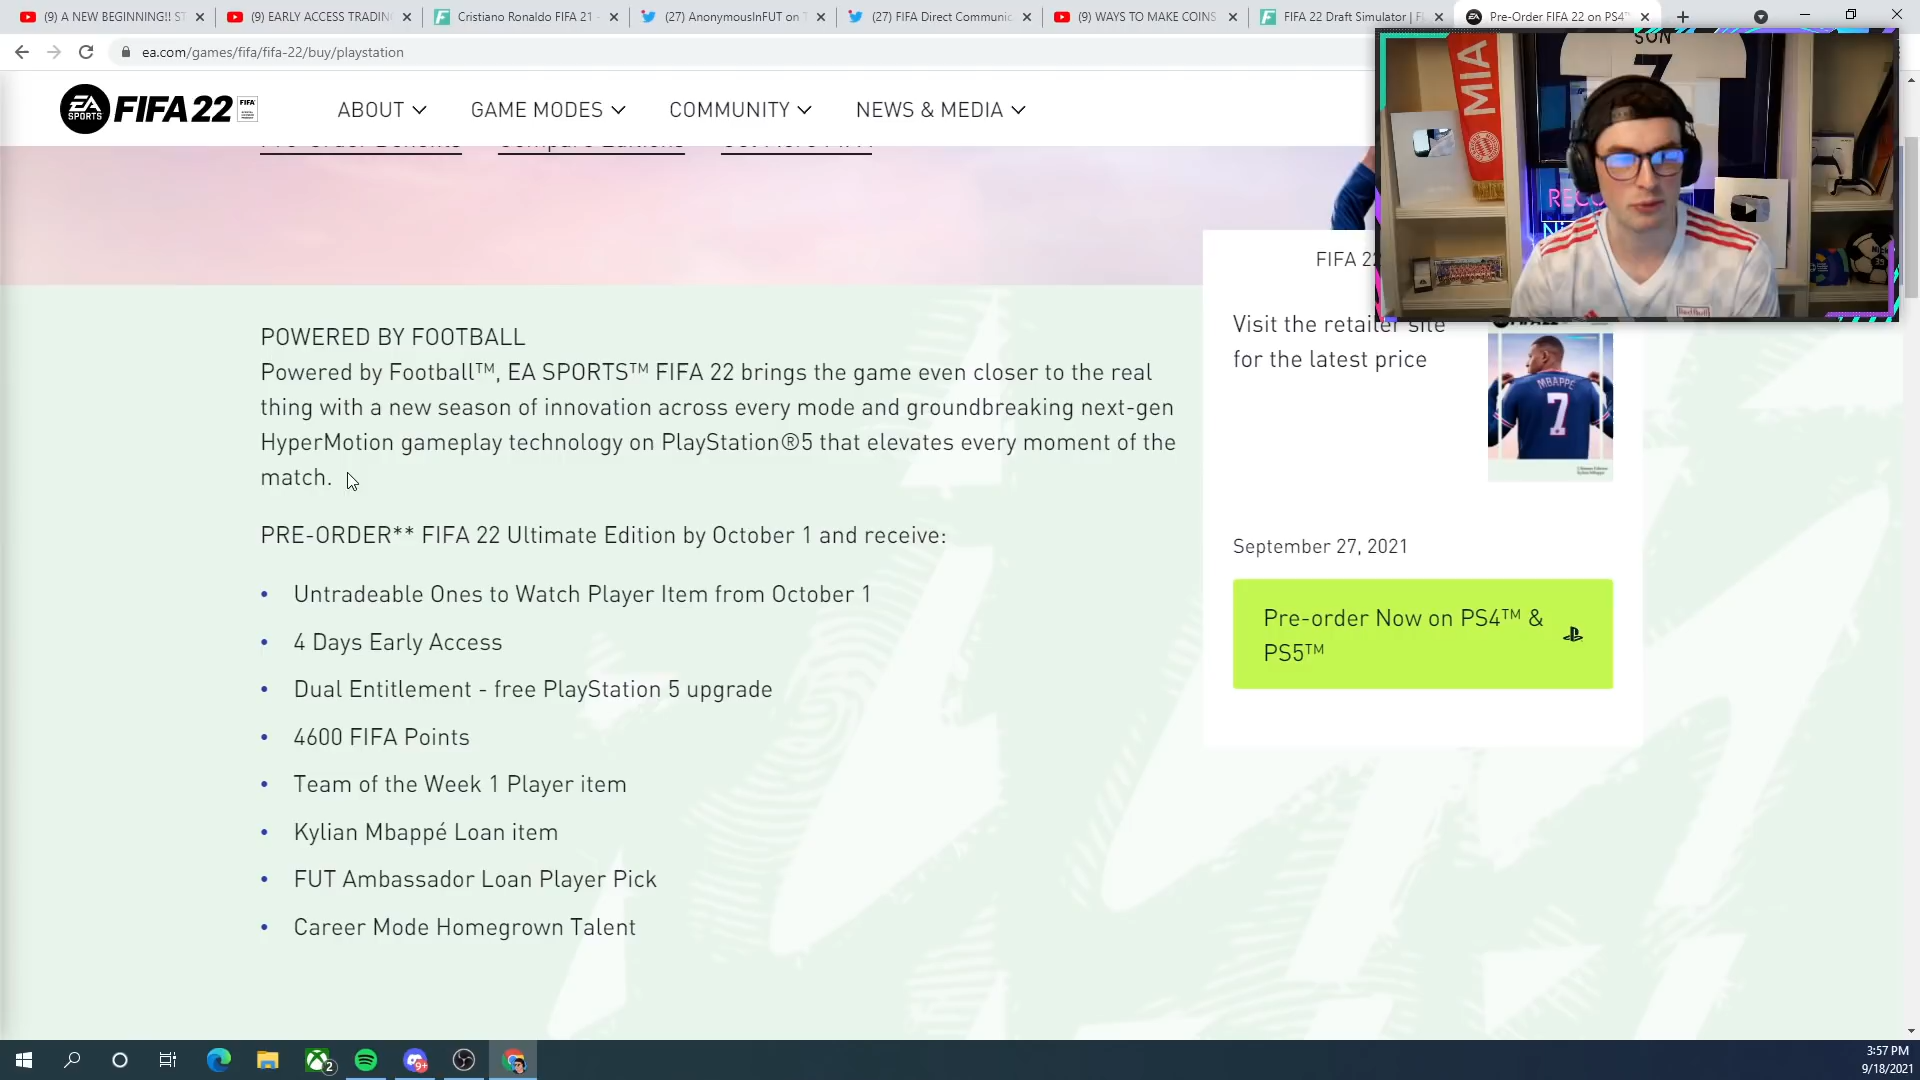 (9) A NEW BEGINNING!! ST
(9) EARLY ACCESS TRADIN
Cristiano Ronaldo FIFA 21 -
(27) AnonymousInFUT on T
(27) FIFA Direct Communic
(9) WAYS TO MAKE COINS
FIFA 22 Draft Simulator | F
Pre-Order FIFA 22 on PS4™
ea.com/games/fifa/fifa-22/buy/playstation
EA SPORTS FIFA 22 FIFA
ABOUT
GAME MODES
COMMUNITY
NEWS & MEDIA
SON
7
MIA
POWERED BY FOOTBALL
Powered by Football™, EA SPORTS™ FIFA 22 brings the game even closer to the real
thing with a new season of innovation across every mode and groundbreaking next-gen
HyperMotion gameplay technology on PlayStation®5 that elevates every moment of the
match.
PRE-ORDER** FIFA 22 Ultimate Edition by October 1 and receive:
• Untradeable Ones to Watch Player Item from October 1
• 4 Days Early Access
• Dual Entitlement - free PlayStation 5 upgrade
• 4600 FIFA Points
• Team of the Week 1 Player item
• Kylian Mbappé Loan item
• FUT Ambassador Loan Player Pick
• Career Mode Homegrown Talent
FIFA 22
Visit the retailer site
for the latest price
MBAPPÉ
7
September 27, 2021
Pre-order Now on PS4™ &
PS5™
2
9+
3:57 PM
9/18/2021